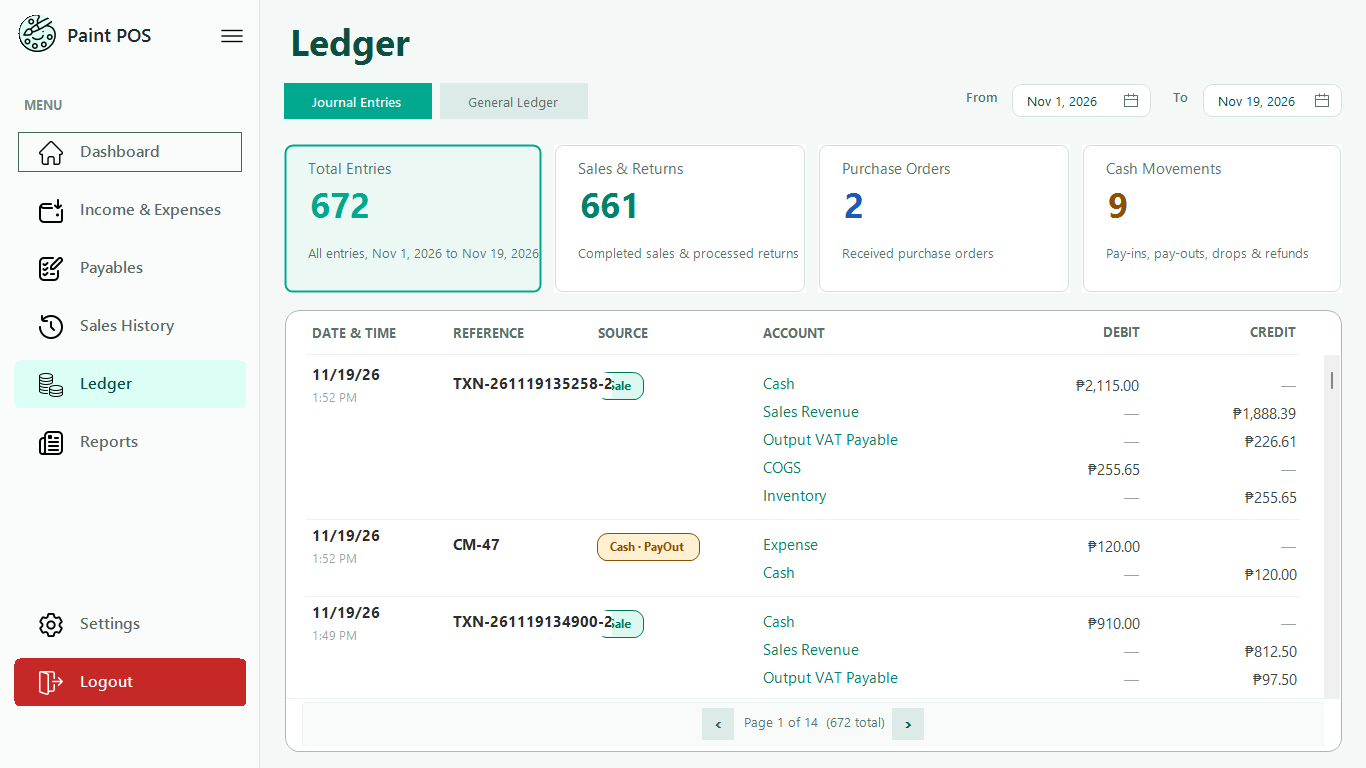 Paint POS
MENU
Dashboard
Income & Expenses
Payables
Sales History
Ledger
Reports
Settings
Logout
Ledger
Journal Entries General Ledger From Nov 1, 2026 To Nov 19, 2026
Total Entries Sales & Returns Purchase Orders Cash Movements
672 661 2 9
All entries, Nov 1, 2026 to Nov 19, 2026 Completed sales & processed returns Received purchase orders Pay-ins, pay-outs, drops & refunds
DATE & TIME REFERENCE SOURCE ACCOUNT DEBIT CREDIT
11/19/26
1:52 PM
TXN-261119135258-2 Sale
Cash ₱2,115.00 —
Sales Revenue — ₱1,888.39
Output VAT Payable — ₱226.61
COGS ₱255.65 —
Inventory — ₱255.65
11/19/26
1:52 PM
CM-47 Cash · PayOut
Expense ₱120.00 —
Cash — ₱120.00
11/19/26
1:49 PM
TXN-261119134900-2 Sale
Cash ₱910.00 —
Sales Revenue — ₱812.50
Output VAT Payable — ₱97.50
‹ Page 1 of 14 (672 total) ›